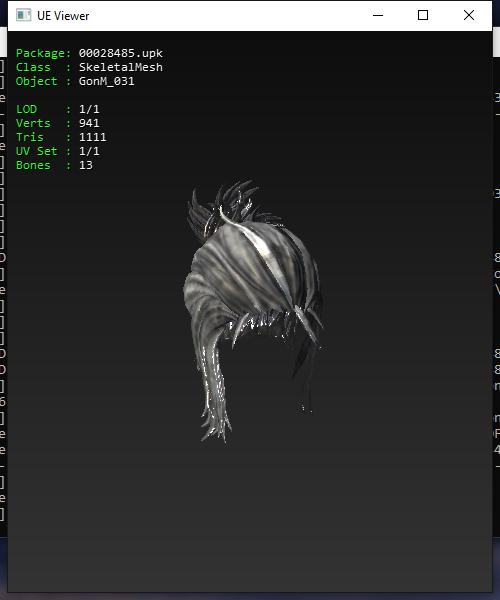 UE Viewer
Package: 00028485.upk
Class : SkeletalMesh
Object : GonM_031
LOD : 1/1
Verts : 941
Tris : 1111
UV Set : 1/1
Bones : 13